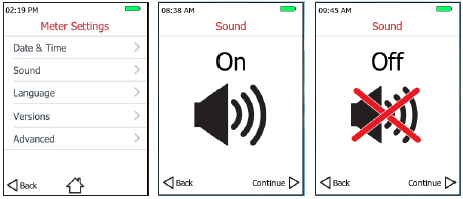 02:19 PM
Meter Settings
Date & Time
Sound
Language
Versions
Advanced
Back
08:38 AM
Sound
On
Back
Continue
09:45 AM
Sound
Off
Back
Continue